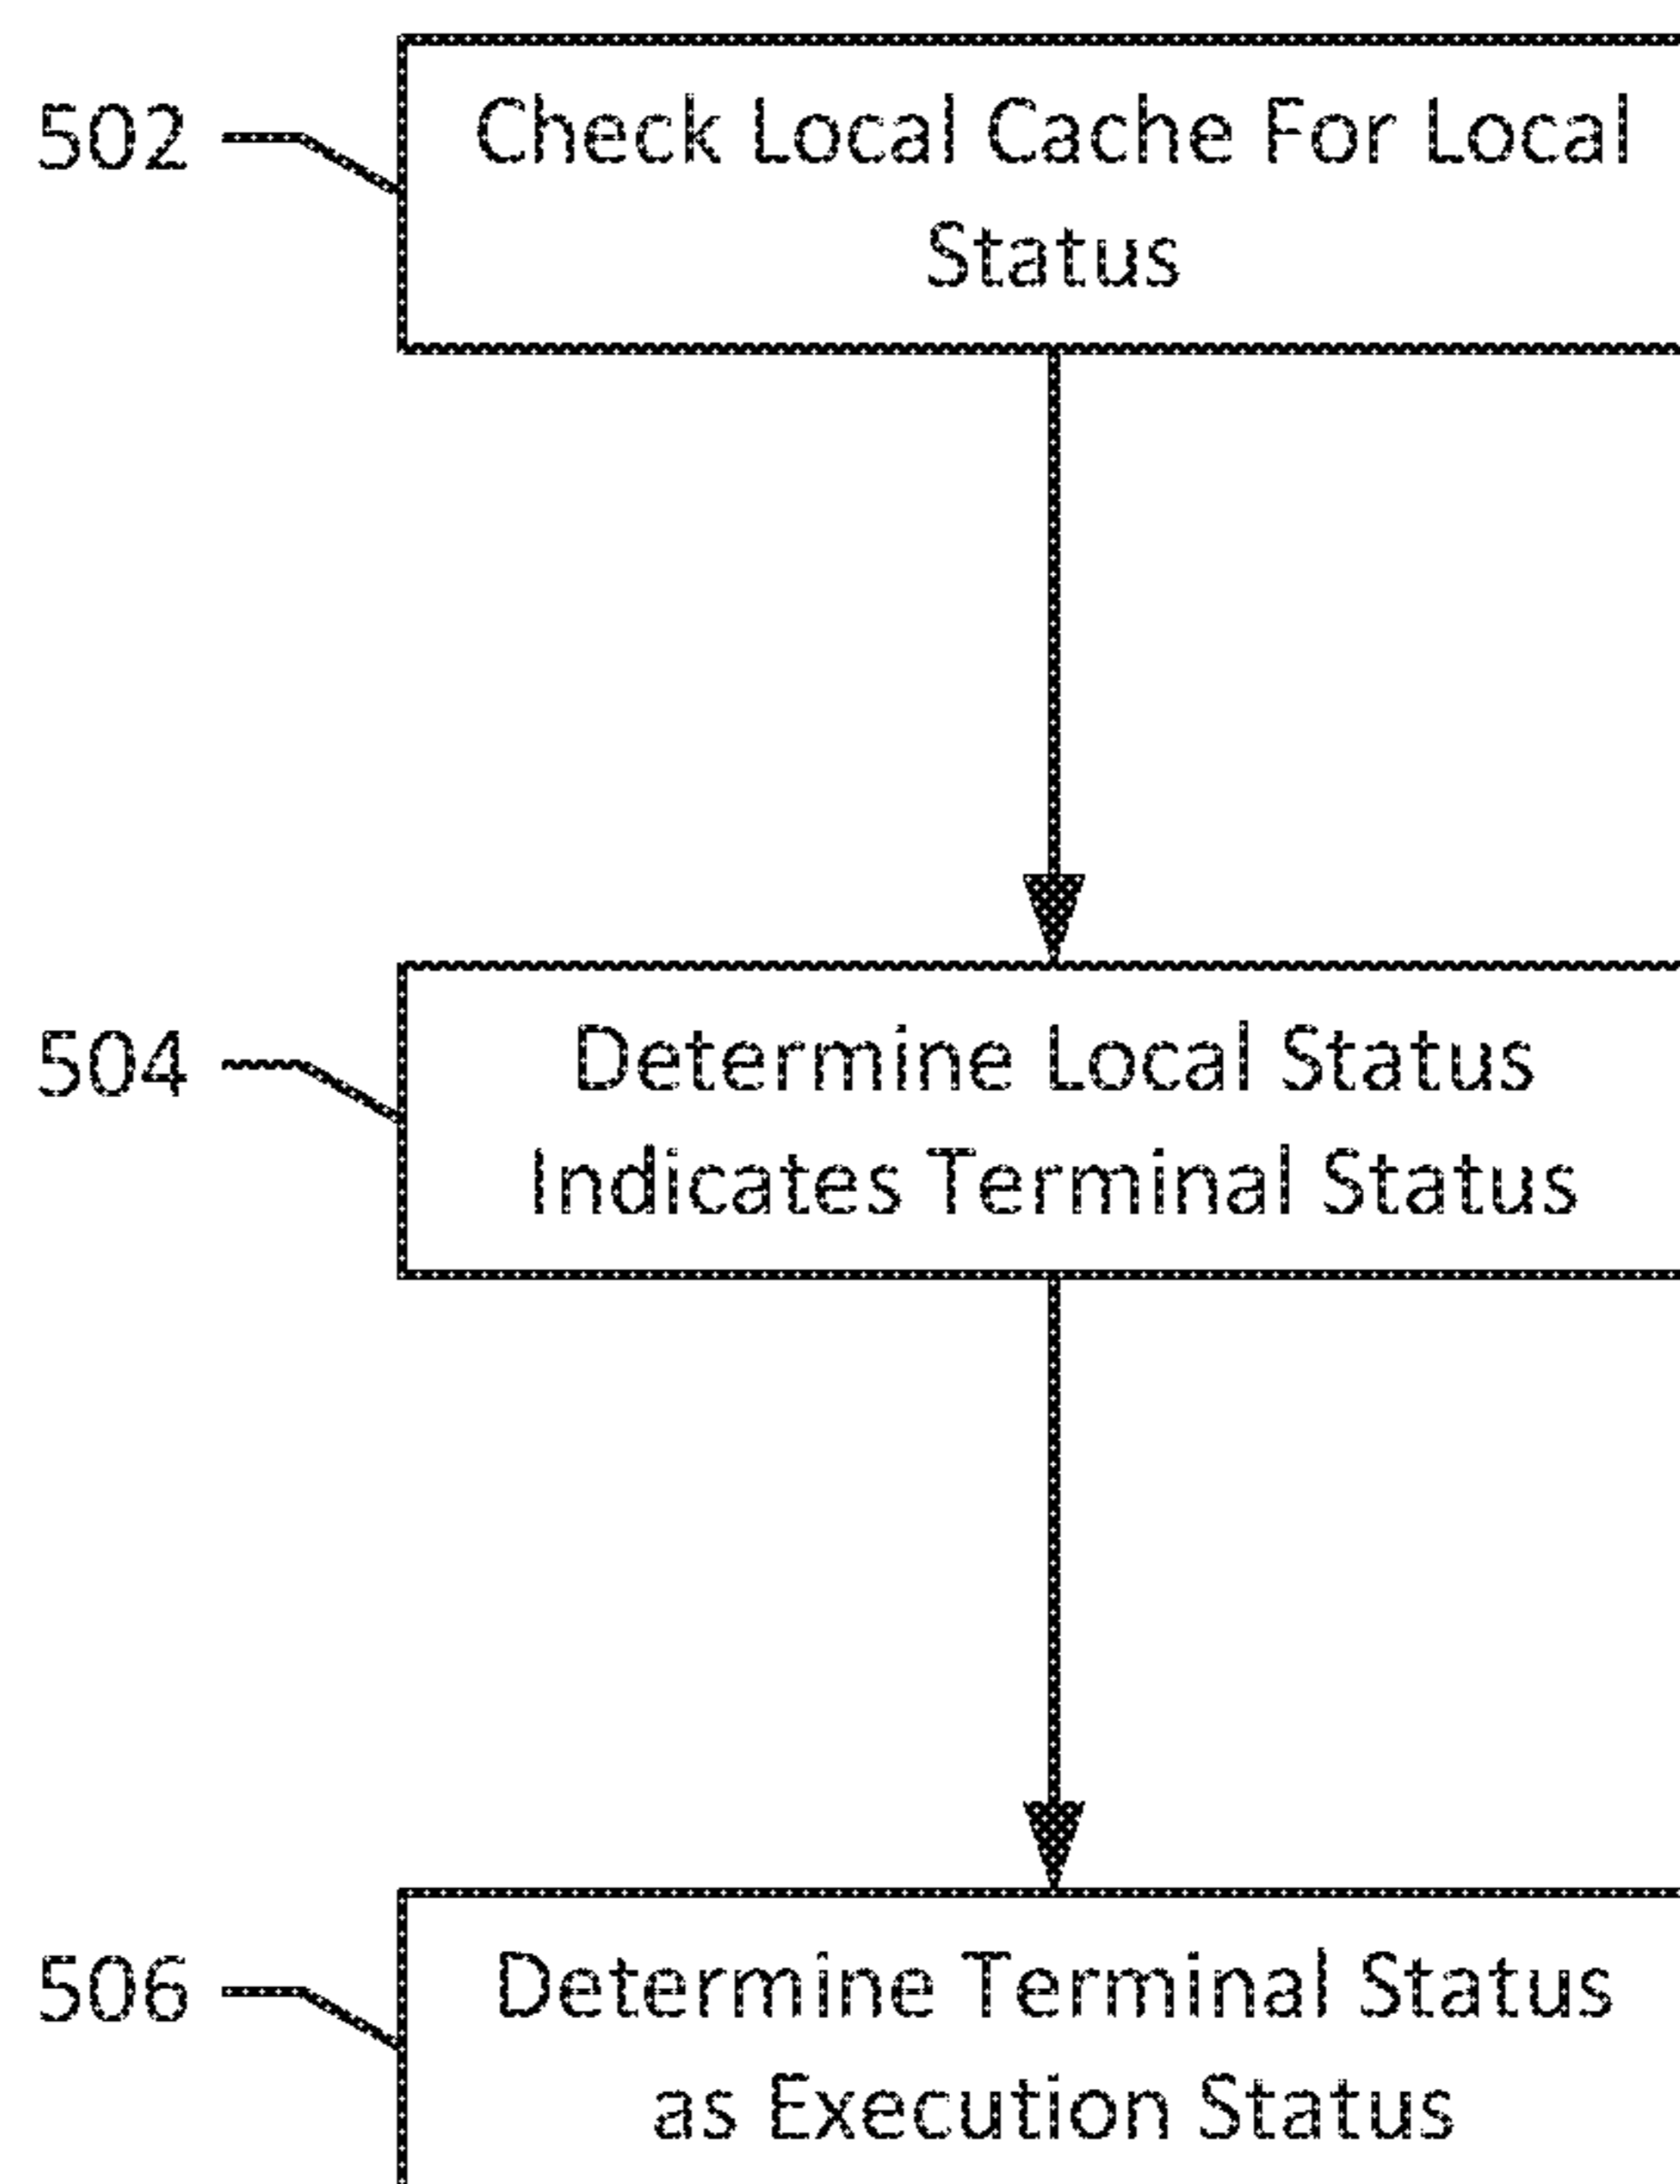 502
Check Local Cache For Local
Status
504
Determine Local Status
Indicates Terminal Status
506
Determine Terminal Status
as Execution Status